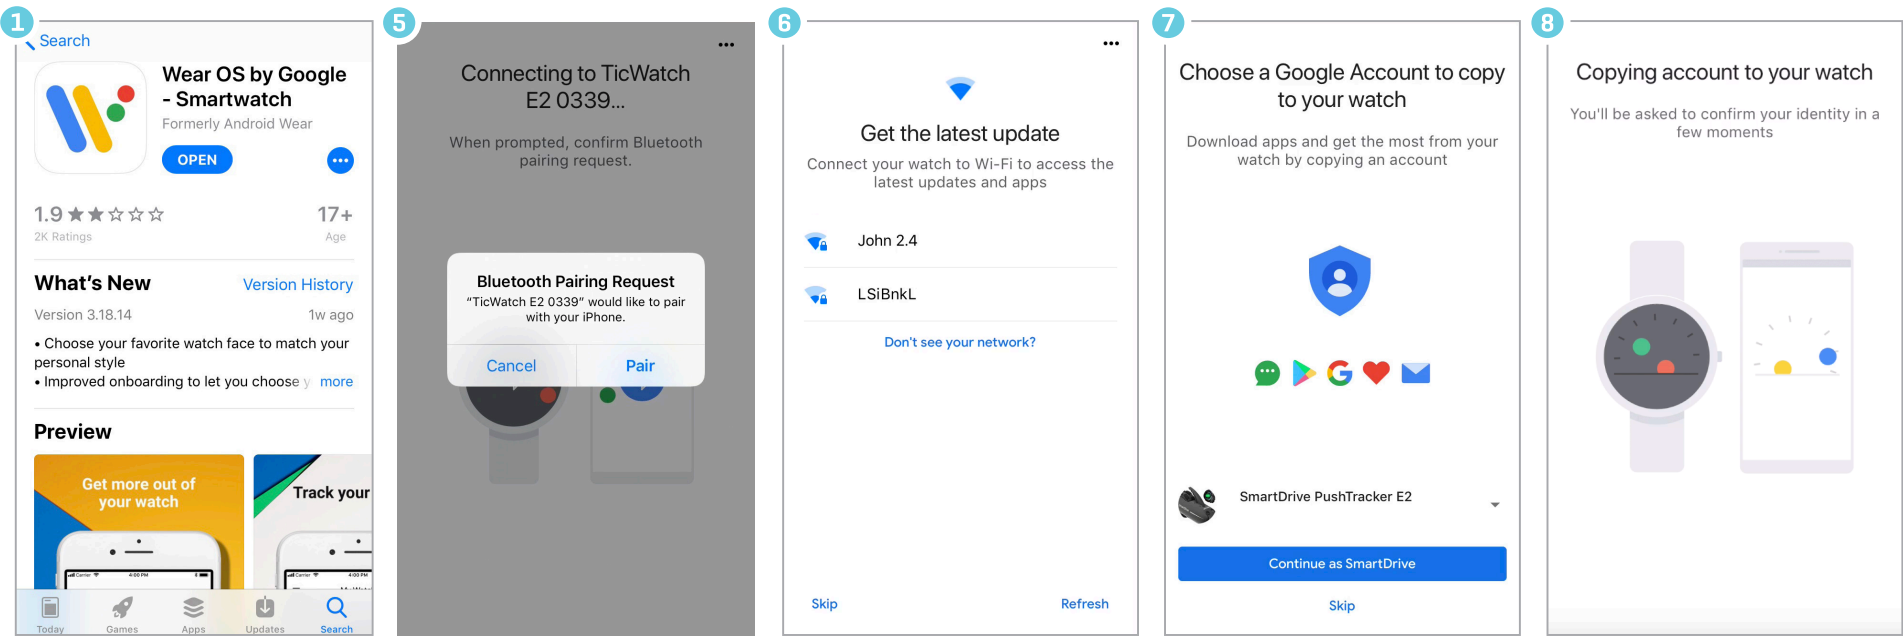 1
Search
Wear OS by Google
- Smartwatch
Formerly Android Wear
OPEN
1.9
17+
2K Ratings
Age
What's New
Version History
Version 3.18.14
1w ago
• Choose your favorite watch face to match your
personal style
• Improved onboarding to let you choose y
more
Preview
Get more out of
your watch
Track your
Carrier
4:00 PM
Carrier
4:00 PM
Today
Games
Apps
Updates
Search
5
Connecting to TicWatch
E2 0339...
When prompted, confirm Bluetooth
pairing request.
Bluetooth Pairing Request
“TicWatch E2 0339” would like to pair
with your iPhone.
Cancel
Pair
6
Get the latest update
Connect your watch to Wi-Fi to access the
latest updates and apps
John 2.4
LSiBnkL
Don't see your network?
Skip
Refresh
7
Choose a Google Account to copy
to your watch
Download apps and get the most from your
watch by copying an account
SmartDrive PushTracker E2
Continue as SmartDrive
Skip
8
Copying account to your watch
You'll be asked to confirm your identity in a
few moments